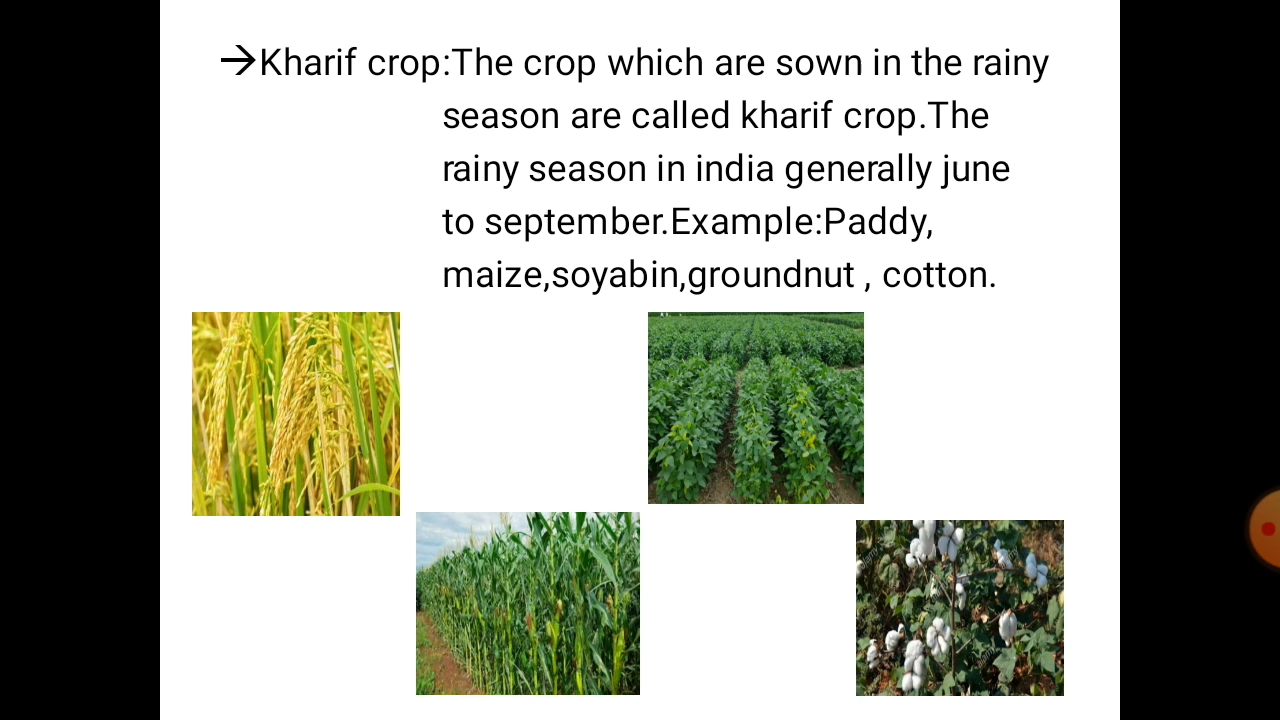 →Kharif crop:The crop which are sown in the rainy
season are called kharif crop.The
rainy season in india generally june
to september.Example:Paddy,
maize,soyabin,groundnut , cotton.